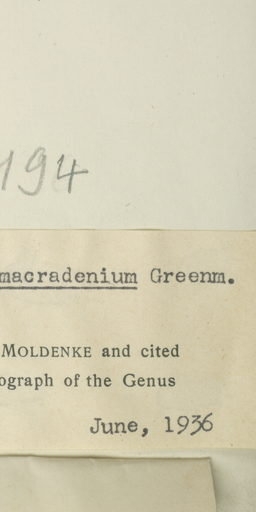 194
macradenium Greenm.
MOLDENKE and cited
ograph of the Genus
June, 1936